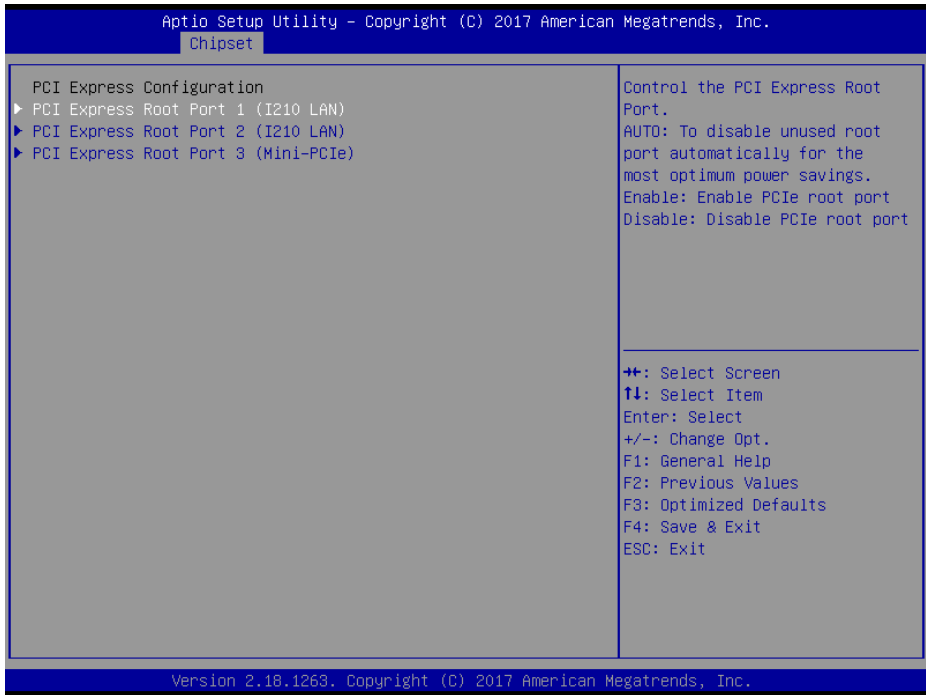 Aptio Setup Utility – Copyright (C) 2017 American Megatrends, Inc.
Chipset
PCI Express Configuration
PCI Express Root Port 1 (I210 LAN)
PCI Express Root Port 2 (I210 LAN)
PCI Express Root Port 3 (Mini-PCIe)
Control the PCI Express Root
Port.
AUTO: To disable unused root
port automatically for the
most optimum power savings.
Enable: Enable PCIe root port
Disable: Disable PCIe root port
→←: Select Screen
↑↓: Select Item
Enter: Select
+/-: Change Opt.
F1: General Help
F2: Previous Values
F3: Optimized Defaults
F4: Save & Exit
ESC: Exit
Version 2.18.1263. Copyright (C) 2017 American Megatrends, Inc.